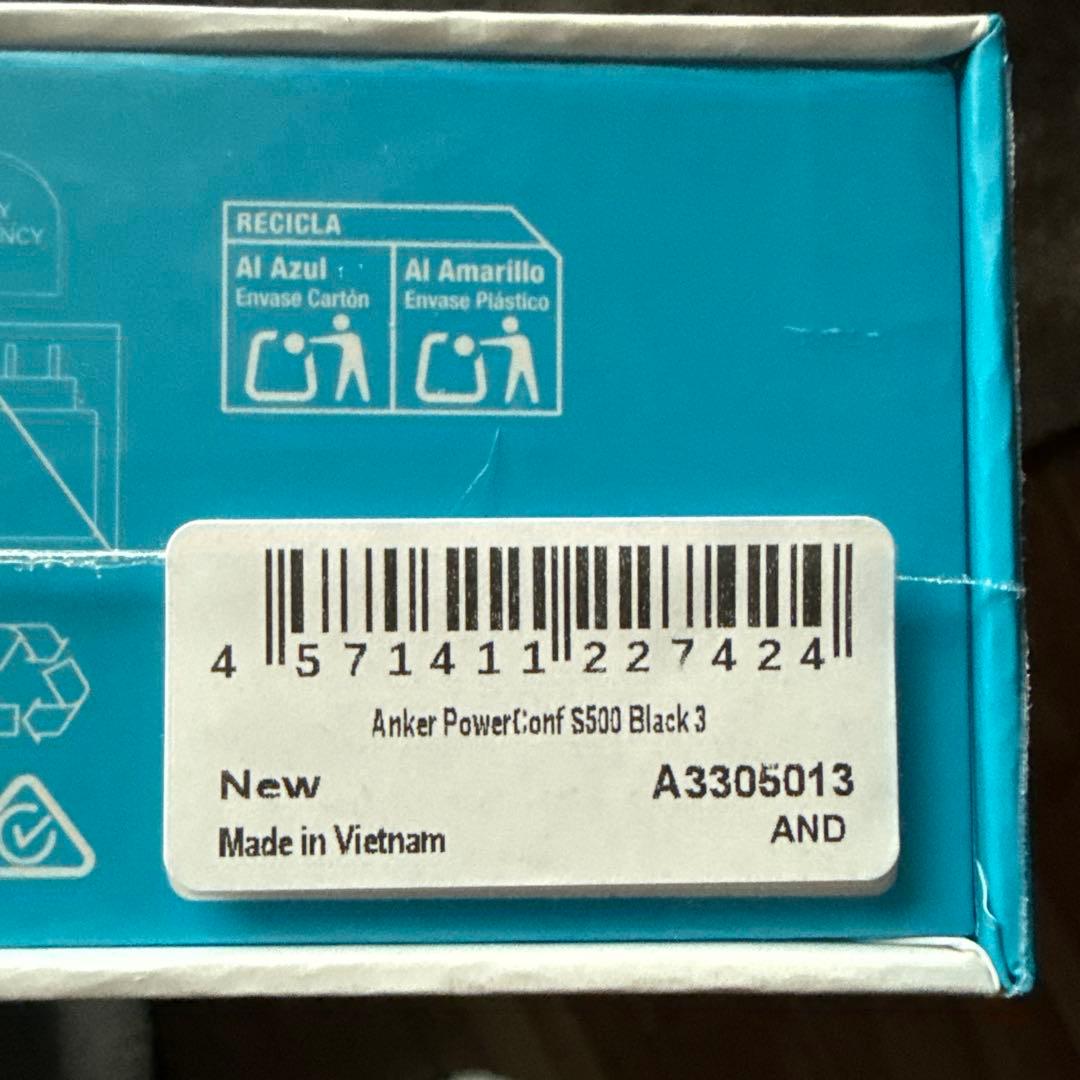 NCY
RECICLA
Al Azul
Envase Cartón
Al Amarillo
Envase Plástico
4 571411 227424
Anker PowerConf S500 Black 3
New
A3305013
Made in Vietnam
AND